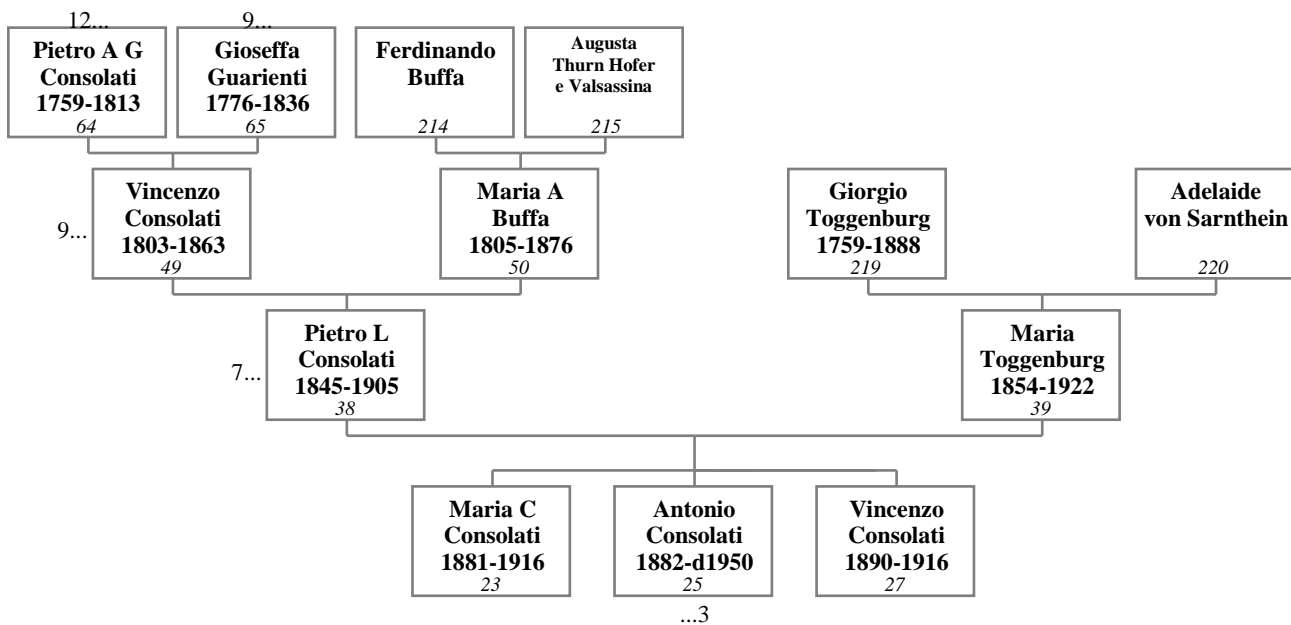 12...
9...
Pietro A G
Consolati
1759-1813
64
Gioseffa
Guarienti
1776-1836
65
Ferdinando
Buffa
214
Augusta
Thurn Hofer
e Valsassina
215
9...
Vincenzo
Consolati
1803-1863
49
Maria A
Buffa
1805-1876
50
Giorgio
Toggenburg
1759-1888
219
Adelaide
von Sarnthein
220
7...
Pietro L
Consolati
1845-1905
38
Maria
Toggenburg
1854-1922
39
Maria C
Consolati
1881-1916
23
Antonio
Consolati
1882-d1950
25
Vincenzo
Consolati
1890-1916
27
...3